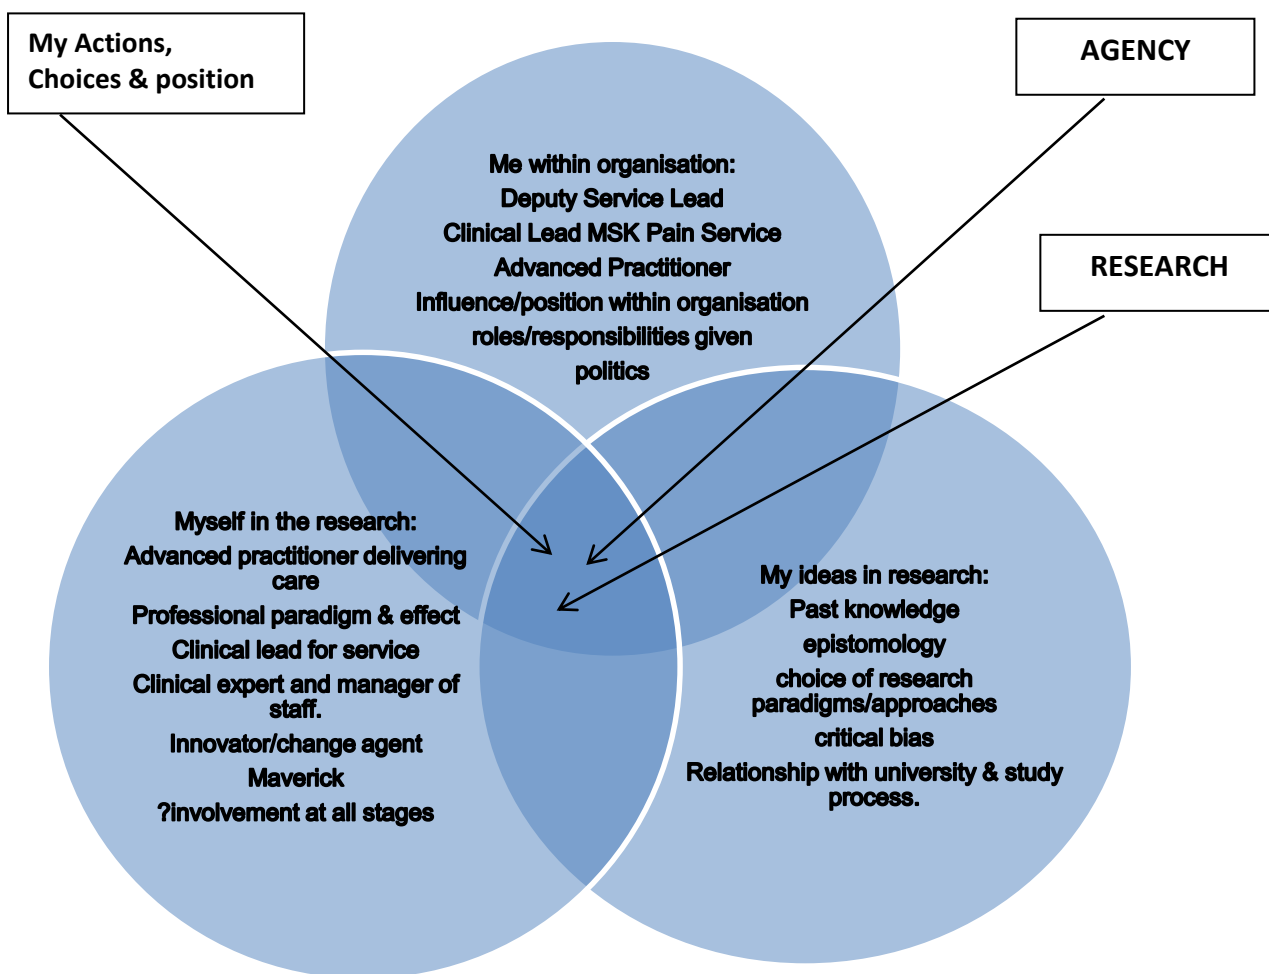 My Actions,
Choices & position
AGENCY
RESEARCH
Me within organisation:
Deputy Service Lead
Clinical Lead MSK Pain Service
Advanced Practitioner
Influence/position within organisation
roles/responsibilities given
politics
Myself in the research:
Advanced practitioner delivering
care
Professional paradigm & effect
Clinical lead for service
Clinical expert and manager of
staff.
Innovator/change agent
Maverick
?involvement at all stages
My ideas in research:
Past knowledge
epistomology
choice of research
paradigms/approaches
critical bias
Relationship with university & study
process.